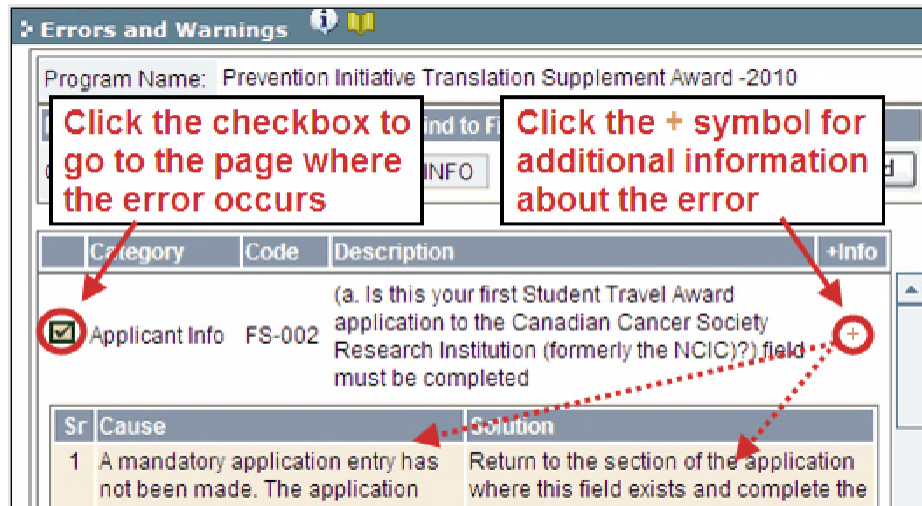 Errors and Warnings
Program Name: Prevention Initiative Translation Supplement Award -2010
Click the checkbox to
go to the page where
the error occurs
Click the + symbol for
additional information
about the error
ind to Fi
INFO
d
Category Code Description +Info
Applicant Info FS-002 (a. Is this your first Student Travel Award
application to the Canadian Cancer Society
Research Institution (formerly the NCIC)?) field
must be completed
+
Sr Cause Solution
1 A mandatory application entry has Return to the section of the application
not been made. The application where this field exists and complete the